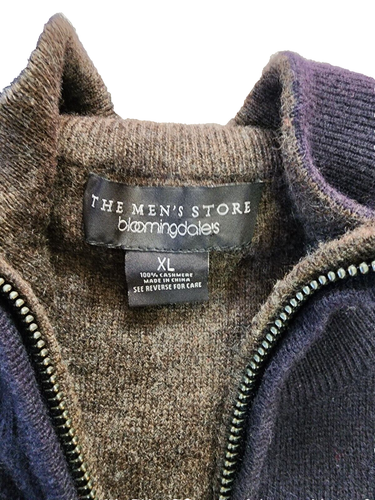 THE MEN'S STORE
bloomingdale's
XL
100% CASHMERE
MADE IN CHINA
SEE REVERSE FOR CARE